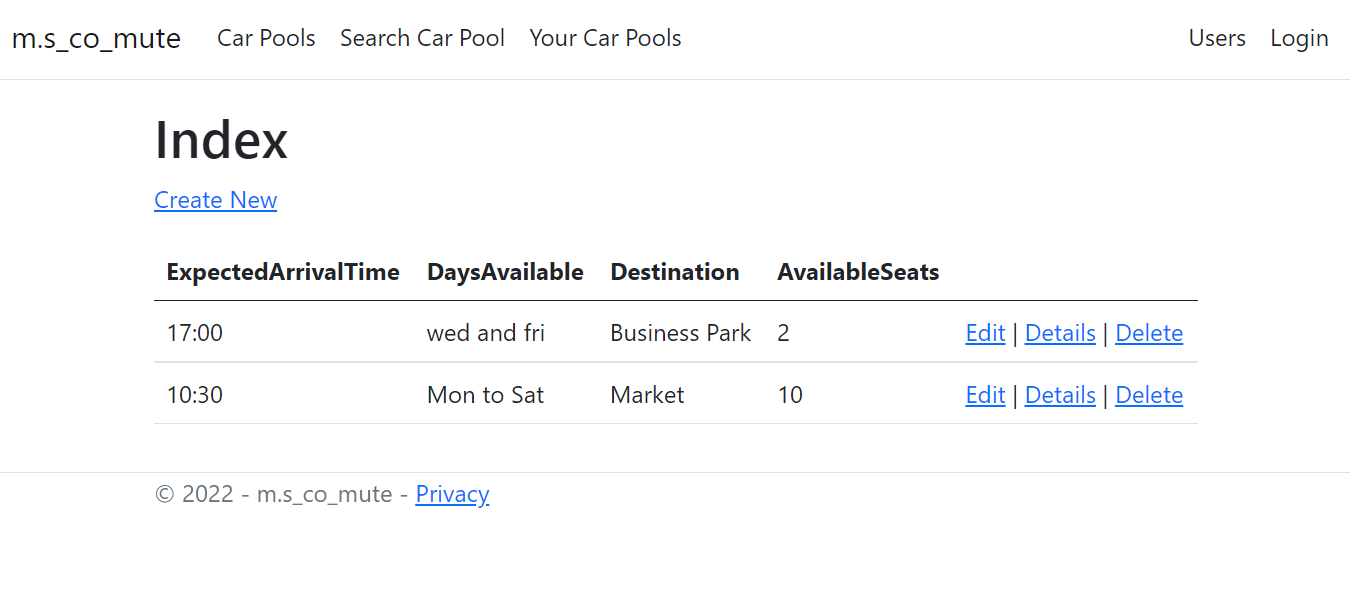 m.s_co_mute Car Pools Search Car Pool Your Car Pools Users Login
Index
Create New
ExpectedArrivalTime DaysAvailable Destination AvailableSeats
17:00 wed and fri Business Park 2 Edit | Details | Delete
10:30 Mon to Sat Market 10 Edit | Details | Delete
© 2022 - m.s_co_mute - Privacy